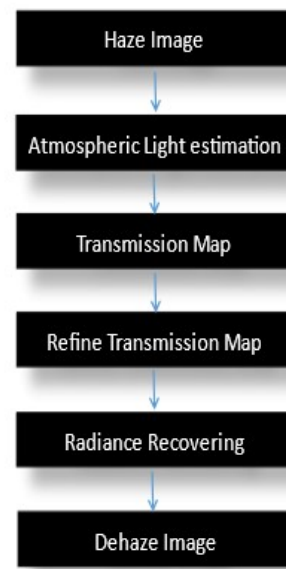 Haze Image
Atmospheric Light estimation
Transmission Map
Refine Transmission Map
Radiance Recovering
Dehaze Image